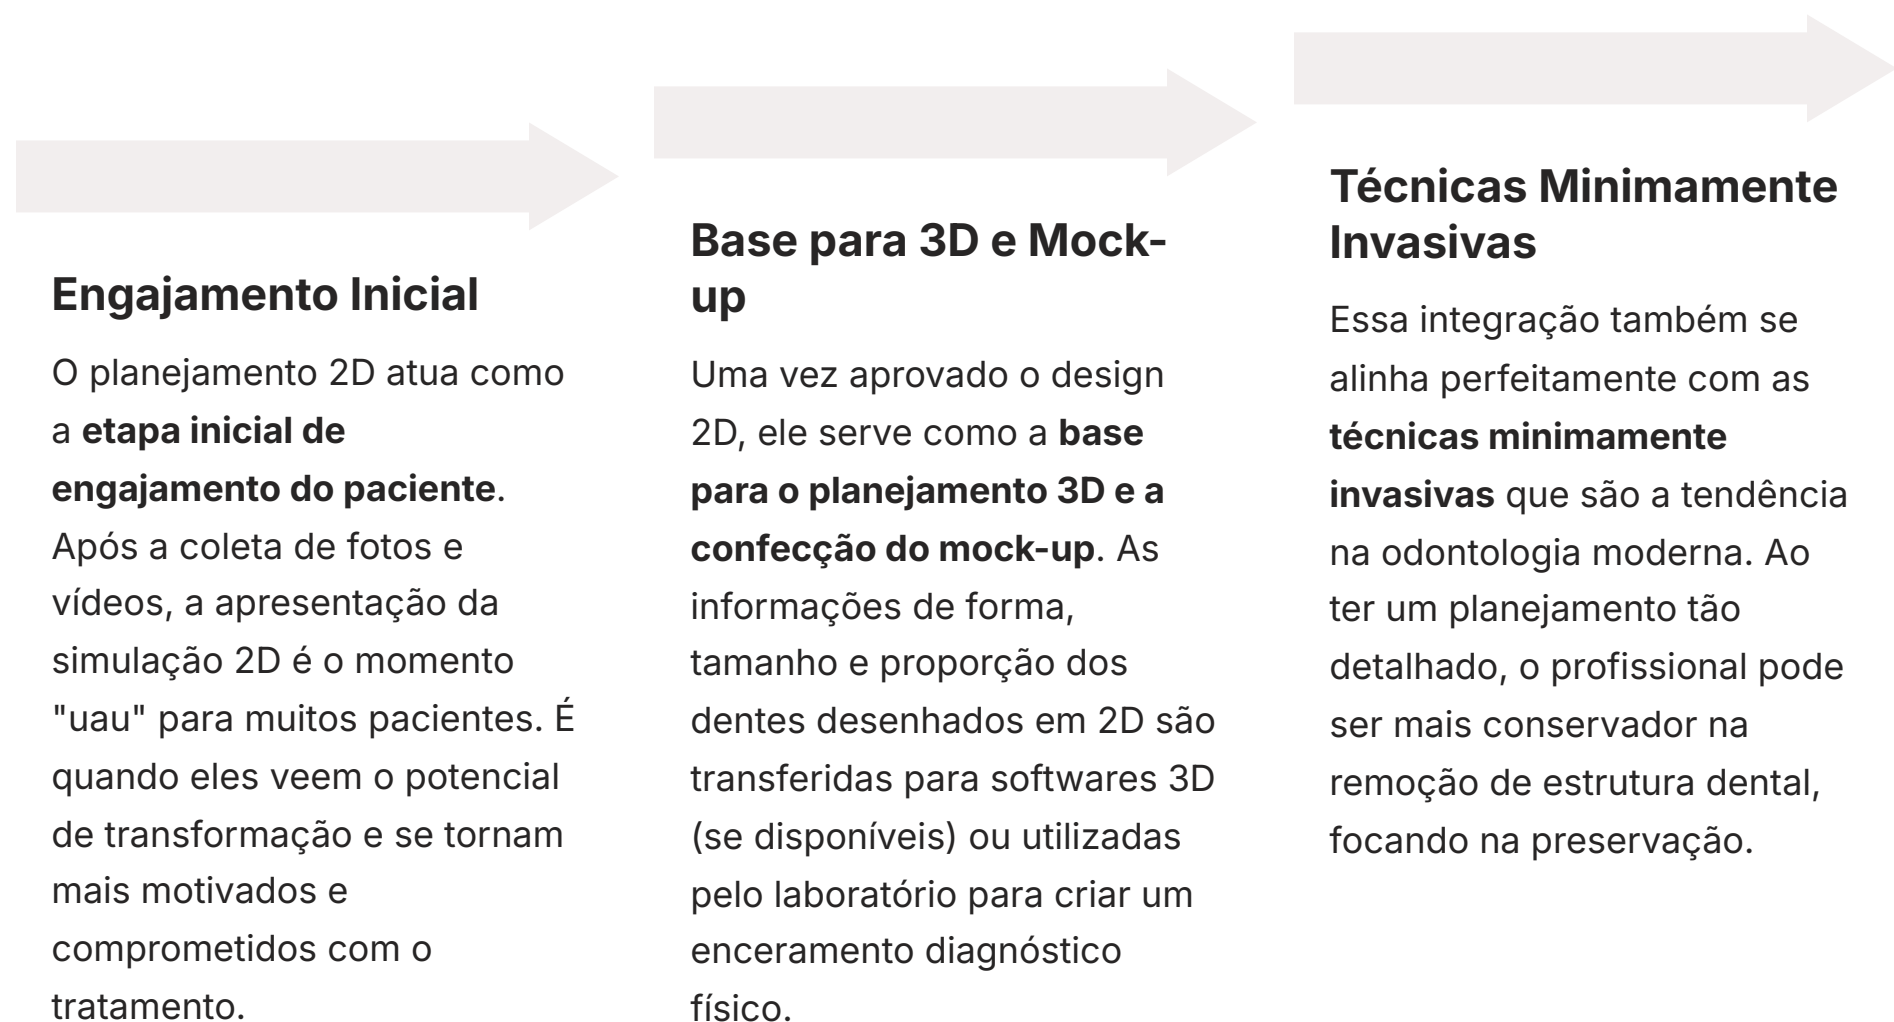 Engajamento Inicial
O planejamento 2D atua como
a etapa inicial de
engajamento do paciente.
Após a coleta de fotos e
vídeos, a apresentação da
simulação 2D é o momento
"uau" para muitos pacientes. É
quando eles veem o potencial
de transformação e se tornam
mais motivados e
comprometidos com o
tratamento.
Base para 3D e Mock-
up
Uma vez aprovado o design
2D, ele serve como a base
para o planejamento 3D e a
confecção do mock-up. As
informações de forma,
tamanho e proporção dos
dentes desenhados em 2D são
transferidas para softwares 3D
(se disponíveis) ou utilizadas
pelo laboratório para criar um
enceramento diagnóstico
físico.
Técnicas Minimamente
Invasivas
Essa integração também se
alinha perfeitamente com as
técnicas minimamente
invasivas que são a tendência
na odontologia moderna. Ao
ter um planejamento tão
detalhado, o profissional pode
ser mais conservador na
remoção de estrutura dental,
focando na preservação.